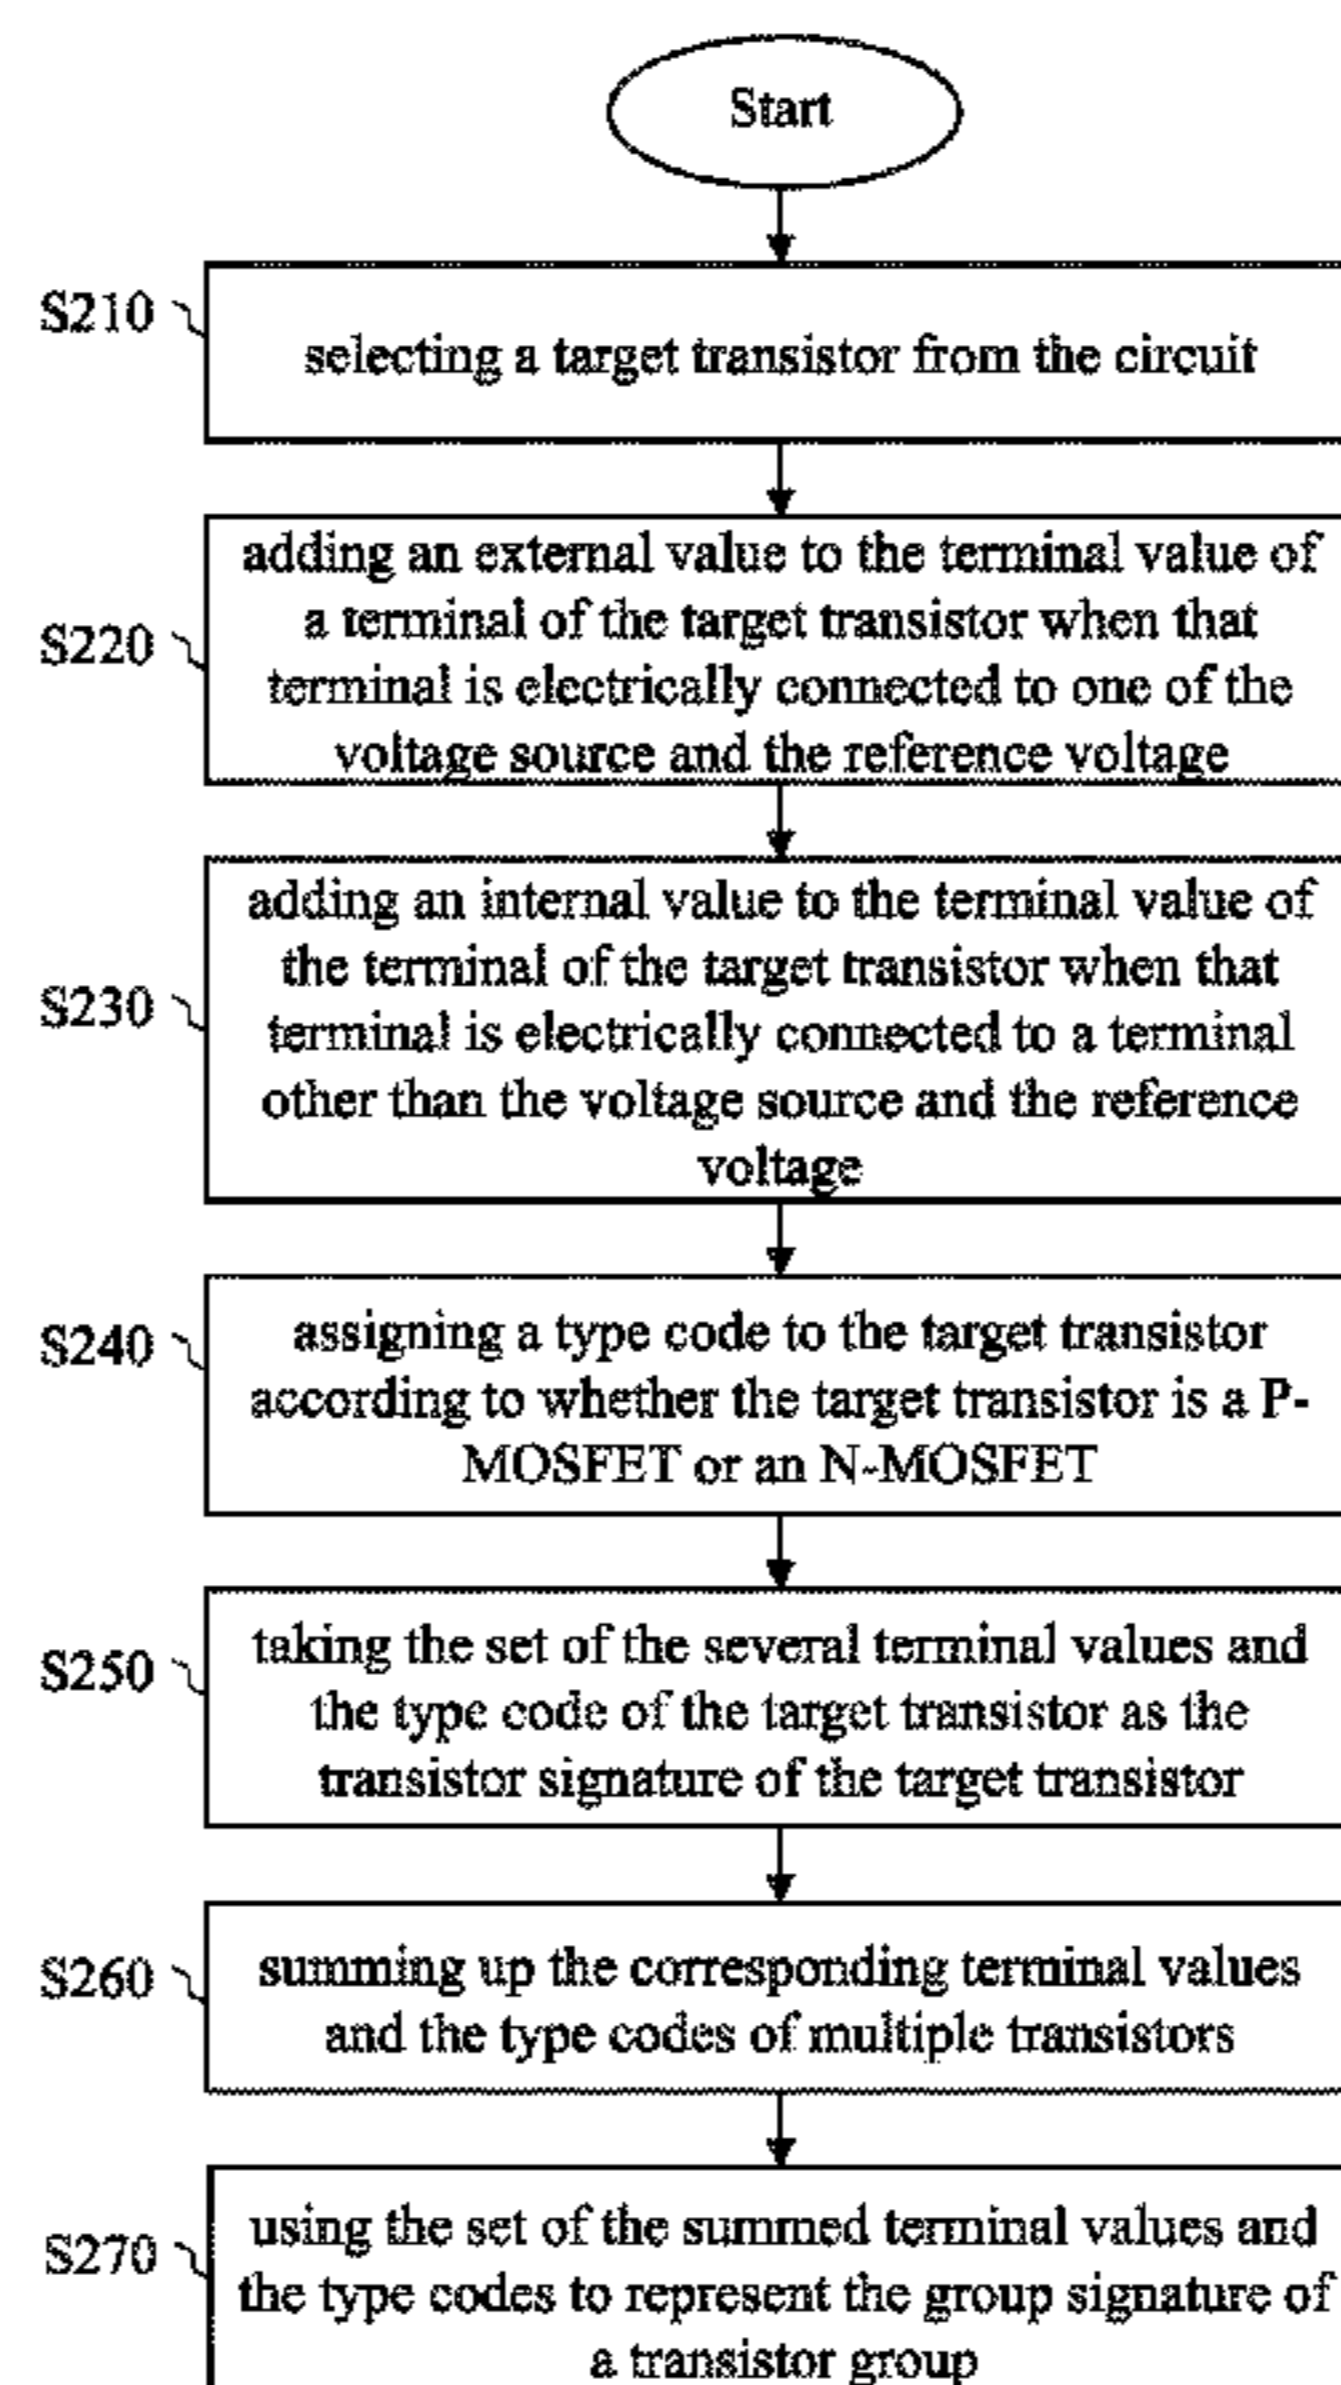 Start
S210
selecting a target transistor from the circuit
S220
adding an external value to the terminal value of
a terminal of the target transistor when that
terminal is electrically connected to one of the
voltage source and the reference voltage
S230
adding an internal value to the terminal value of
the terminal of the target transistor when that
terminal is electrically connected to a terminal
other than the voltage source and the reference
voltage
S240
assigning a type code to the target transistor
according to whether the target transistor is a P-
MOSFET or an N-MOSFET
S250
taking the set of the several terminal values and
the type code of the target transistor as the
transistor signature of the target transistor
S260
summing up the corresponding terminal values
and the type codes of multiple transistors
S270
using the set of the summed terminal values and
the type codes to represent the group signature of
a transistor group